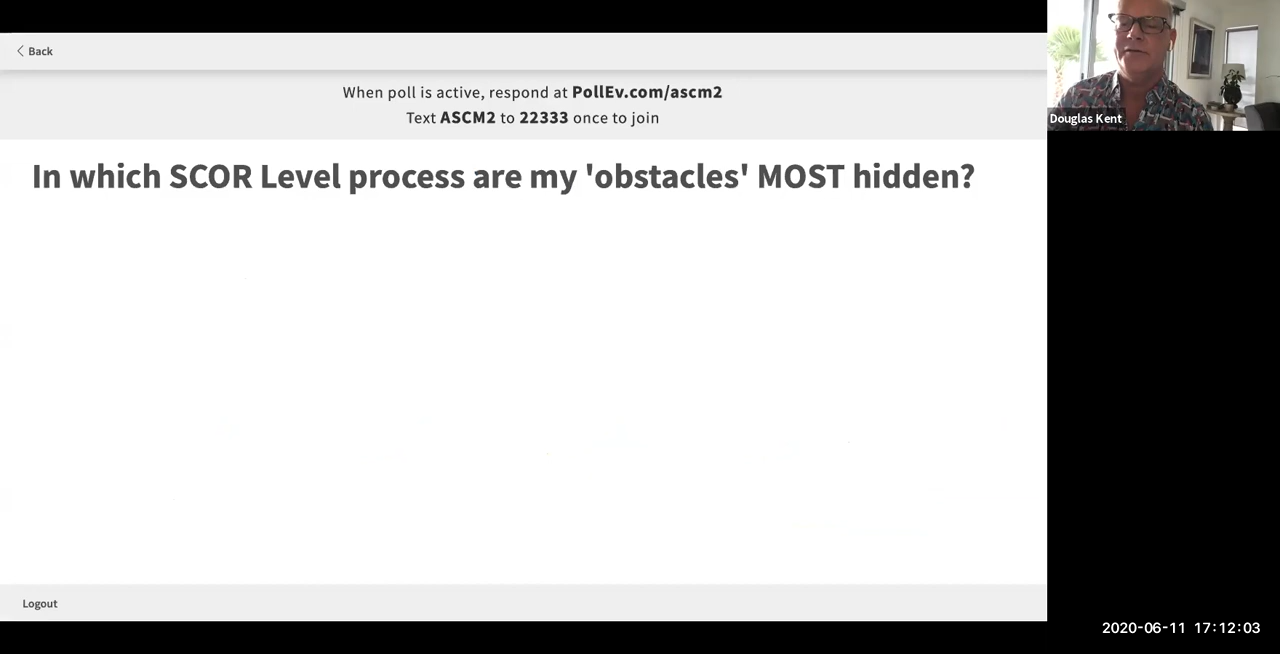 Back
When poll is active, respond at PollEv.com/ascm2
Text ASCM2 to 22333 once to join
In which SCOR Level process are my 'obstacles' MOST hidden?
Logout
Douglas Kent
2020-06-11 17:12:03